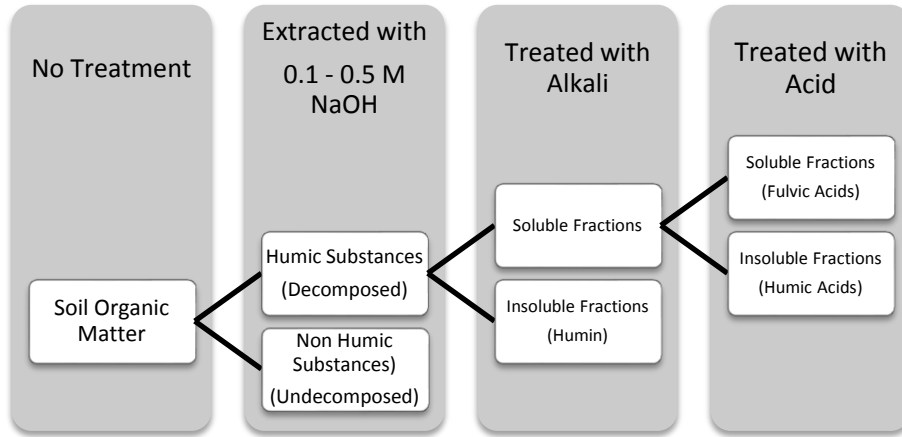 No Treatment
Soil Organic
Matter
Extracted with
0.1 - 0.5 M
NaOH
Humic Substances
(Decomposed)
Non Humic
Substances)
(Undecomposed)
Treated with
Alkali
Soluble Fractions
Insoluble Fractions
(Humin)
Treated with
Acid
Soluble Fractions
(Fulvic Acids)
Insoluble Fractions
(Humic Acids)